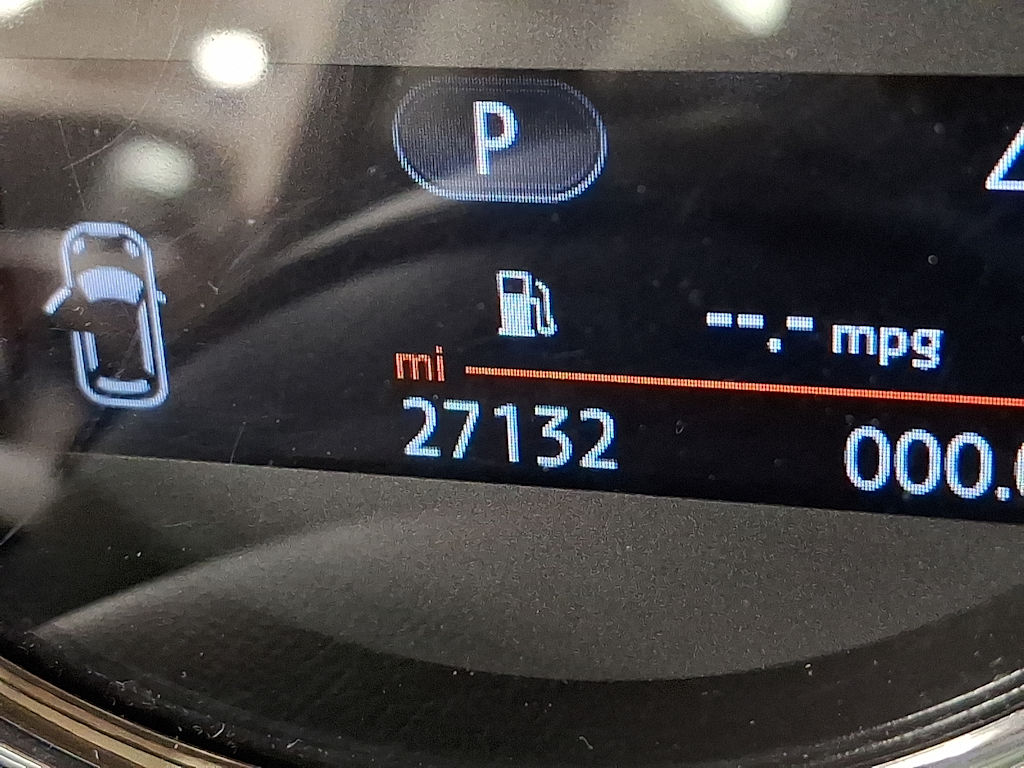 P
--.- mpg
mi
27132 000.